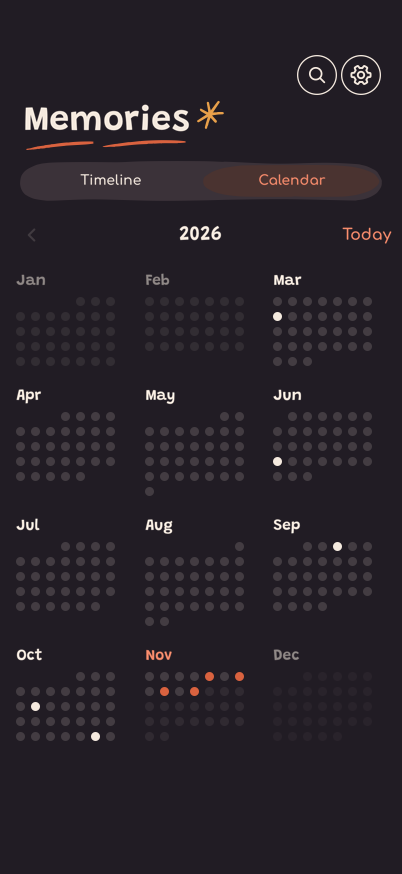 Memories
Timeline Calendar
2026 Today
Jan Feb Mar
Apr May Jun
Jul Aug Sep
Oct Nov Dec